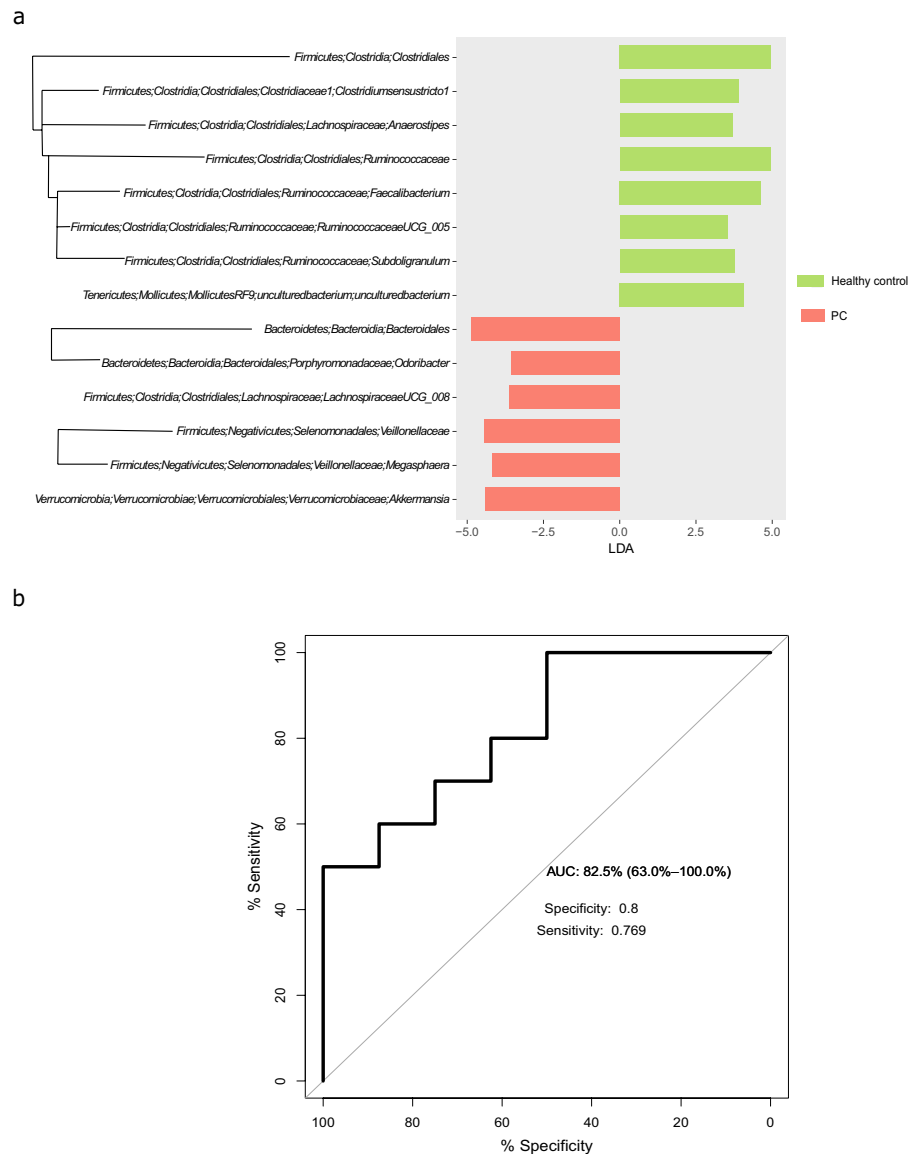 a
Firmicutes;Clostridia;Clostridiales
Firmicutes;Clostridia;Clostridiales;Clostridiaceae1;Clostridiumsensustricto1
Firmicutes;Clostridia;Clostridiales;Lachnospiraceae;Anaerostipes
Firmicutes;Clostridia;Clostridiales;Ruminococcaceae
Firmicutes;Clostridia;Clostridiales;Ruminococcaceae;Faecalibacterium
Firmicutes;Clostridia;Clostridiales;Ruminococcaceae;RuminococcaceaeUCG_005
Firmicutes;Clostridia;Clostridiales;Ruminococcaceae;Subdoligranulum
Tenericutes;Mollicutes;MollicutesRF9;unculturedbacterium;unculturedbacterium
Bacteroidetes;Bacteroidia;Bacteroidales
Bacteroidetes;Bacteroidia;Bacteroidales;Porphyromonadaceae;Odoribacter
Firmicutes;Clostridia;Clostridiales;Lachnospiraceae;LachnospiraceaeUCG_008
Firmicutes;Negativicutes;Selenomonadales;Veillonellaceae
Firmicutes;Negativicutes;Selenomonadales;Veillonellaceae;Megasphaera
Verrucomicrobia;Verrucomicrobiae;Verrucomicrobiales;Verrucomicrobiaceae;Akkermansia
−5.0 −2.5 0.0 2.5 5.0
LDA
Healthy control
PC
b
% Sensitivity
100
80
60
40
20
0
AUC: 82.5% (63.0%–100.0%)
Specificity: 0.8
Sensitivity: 0.769
100 80 60 40 20 0
% Specificity